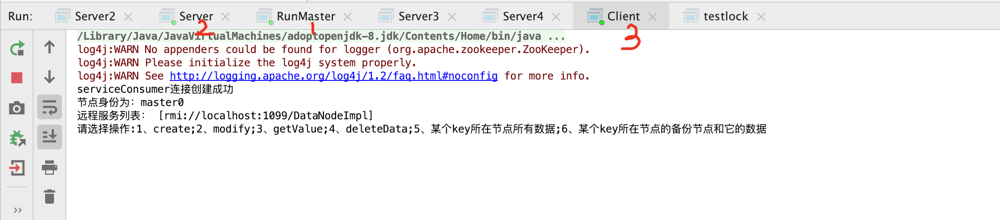 Run: Server2 Server RunMaster Server3 Server4 Client testlock
2 1 3
/Library/Java/JavaVirtualMachines/adoptopenjdk-8.jdk/Contents/Home/bin/java ...
log4j:WARN No appenders could be found for logger (org.apache.zookeeper.ZooKeeper).
log4j:WARN Please initialize the log4j system properly.
log4j:WARN See http://logging.apache.org/log4j/1.2/faq.html#noconfig for more info.
serviceConsumer连接创建成功
节点身份为：master0
远程服务列表： [rmi://localhost:1099/DataNodeImpl]
请选择操作:1、create;2、modify;3、getValue;4、deleteData;5、某个key所在节点所有数据;6、某个key所在节点的备份节点和它的数据